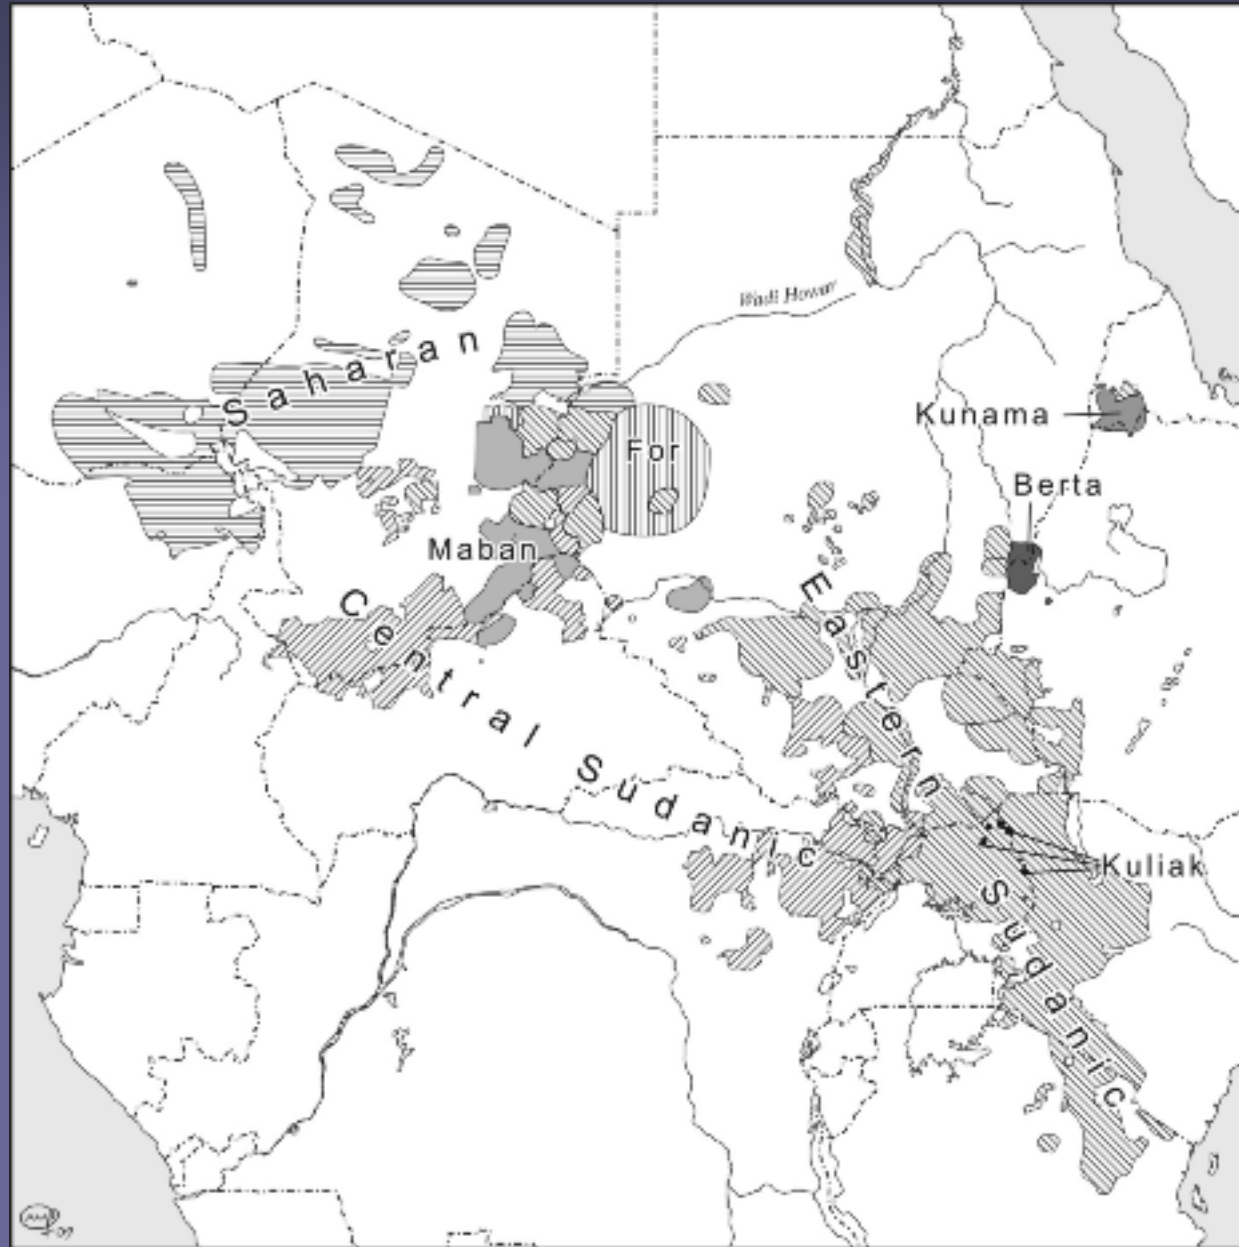 Wadi Howar
Saharan
Kunama
For
Berta
Maban
Central Sudanic
Eastern Sudanic
Kuliak